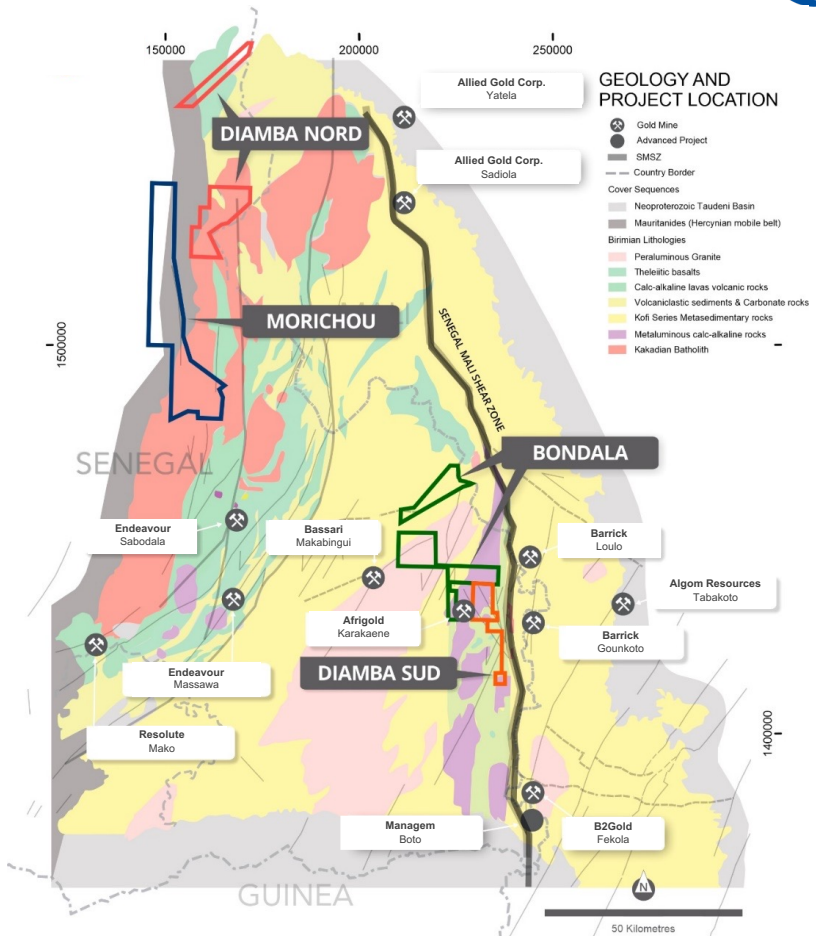 150000
200000
250000
GEOLOGY AND
PROJECT LOCATION
Gold Mine
Advanced Project
SMSZ
Country Border
Cover Sequences
Neoproterozoic Taudeni Basin
Mauritanides (Hercynian mobile belt)
Birimian Lithologies
Peraluminous Granite
Theleiitic basalts
Calc-alkaline lavas volcanic rocks
Volcaniclastic sediments & Carbonate rocks
Kofi Series Metasedimentary rocks
Metaluminous calc-alkaline rocks
Kakadian Batholith
Allied Gold Corp.
Yatela
DIAMBA NORD
Allied Gold Corp.
Sadiola
MORICHOU
1500000
SENEGAL MALI SHEAR ZONE
SENEGAL
BONDALA
Endeavour
Sabodala
Bassari
Makabingui
Barrick
Loulo
Algom Resources
Tabakoto
Afrigold
Karakaene
Barrick
Gounkoto
Endeavour
Massawa
DIAMBA SUD
Resolute
Mako
1400000
Managem
Boto
B2Gold
Fekola
GUINEA
N
50 Kilometres